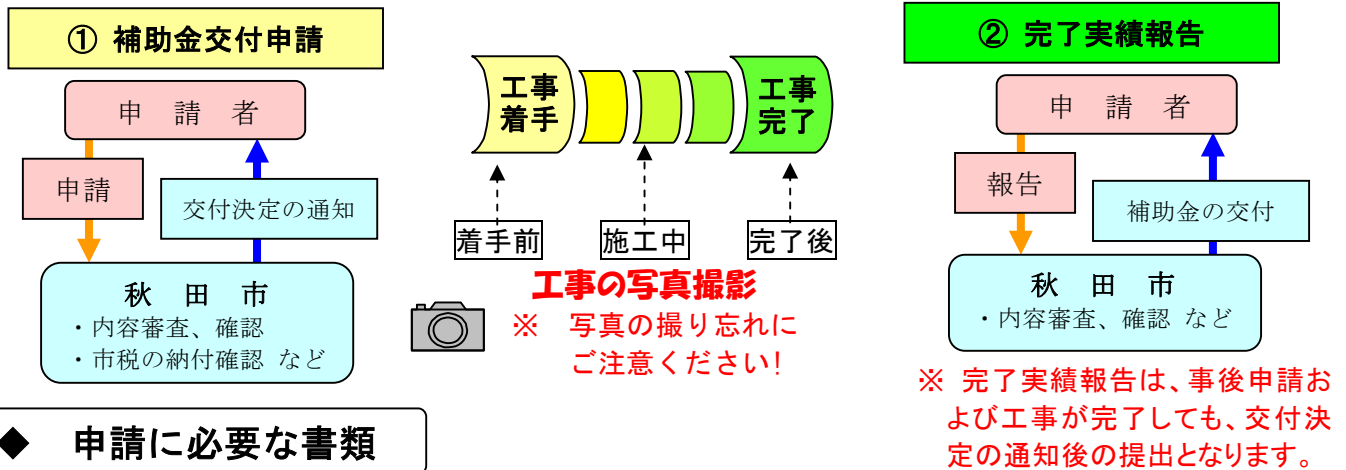 ① 補助金交付申請
申 請 者
申請
交付決定の通知
秋 田 市
・内容審査、確認
・市税の納付確認 など
工事
着手
工事
完了
着手前
施工中
完了後
工事の写真撮影
※ 写真の撮り忘れに
ご注意ください!
② 完了実績報告
申 請 者
報告
補助金の交付
秋 田 市
・内容審査、確認 など
※ 完了実績報告は、事後申請お
よび工事が完了しても、交付決
定の通知後の提出となります。
◆ 申請に必要な書類